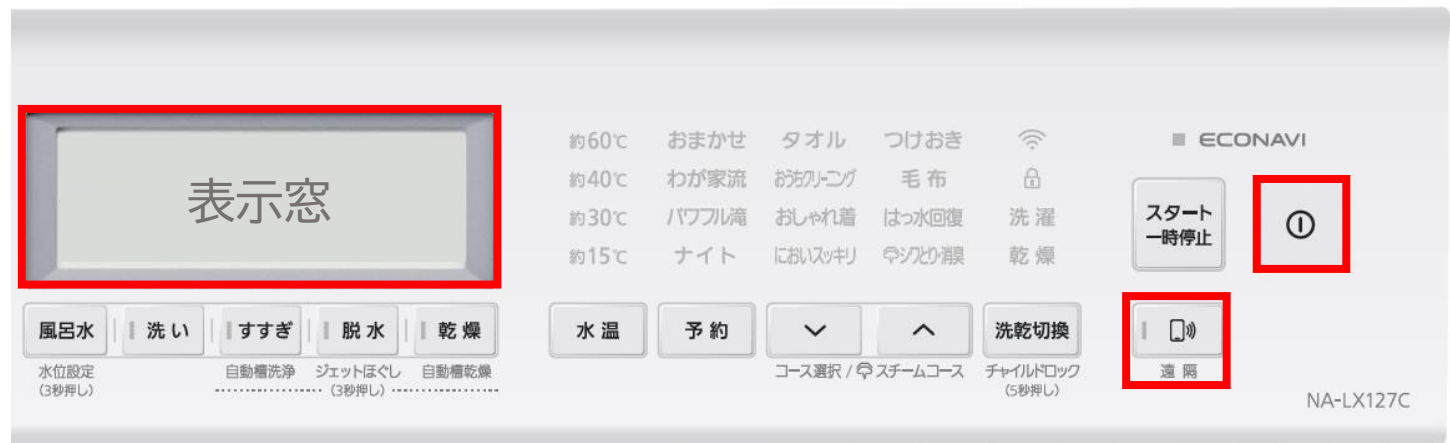 表示窓
約60℃ おまかせ タオル つけおき
約40℃ わが家流 おうちクリーニング 毛布
約30℃ パワフル滝 おしゃれ着 はっ水回復 洗濯
約15℃ ナイト においスッキリ シワとり・消臭 乾燥
ECONAVI
スタート
一時停止
風呂水 洗い すすぎ 脱水 乾燥 水温 予約 洗乾切換
水位設定 自動槽洗浄 ジェットほぐし 自動槽乾燥 コース選択 / スチームコース チャイルドロック 遠隔
(3秒押し) (3秒押し) (5秒押し)
NA-LX127C